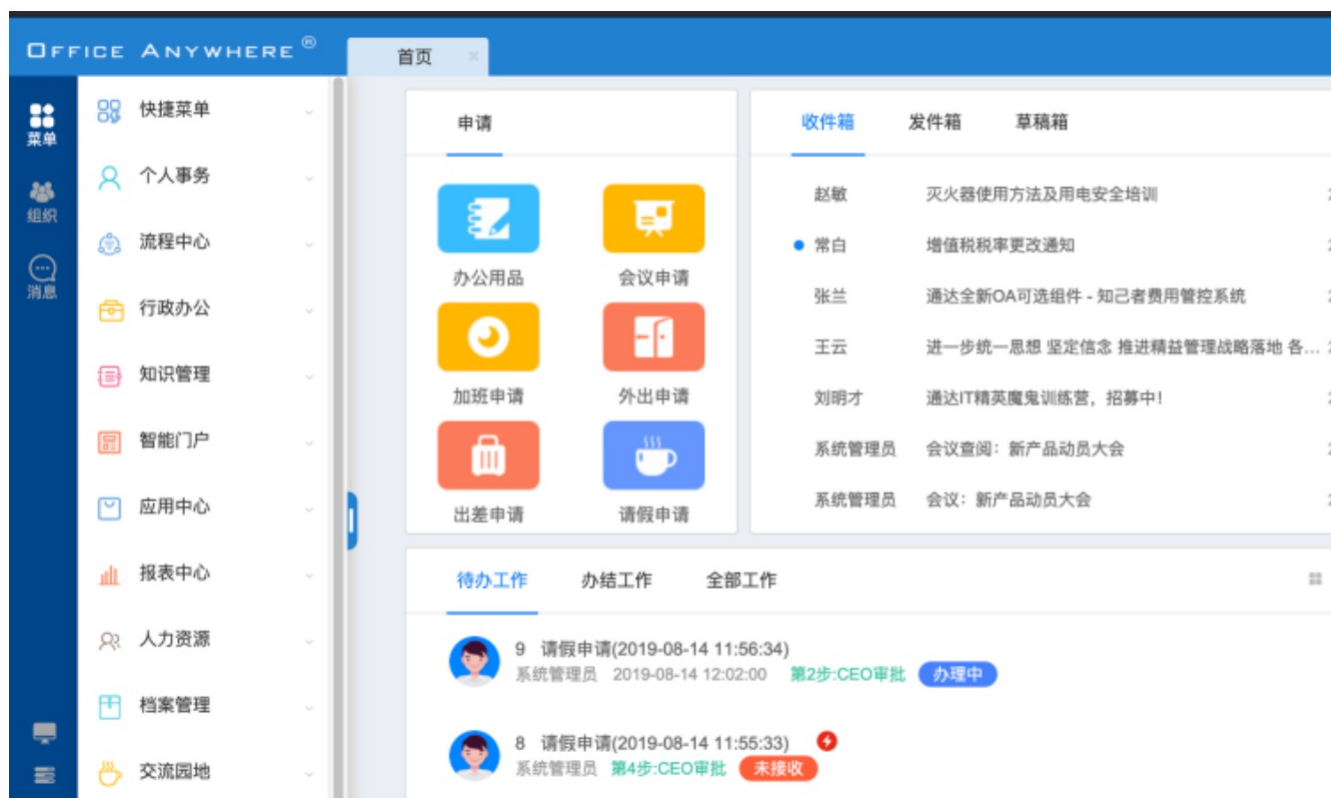 OFFICE ANYWHERE®
首页 ×
菜单
组织
消息
快捷菜单
个人事务
流程中心
行政办公
知识管理
智能门户
应用中心
报表中心
人力资源
档案管理
交流园地
申请
办公用品
会议申请
加班申请
外出申请
出差申请
请假申请
收件箱 发件箱 草稿箱
赵敏 灭火器使用方法及用电安全培训
常白 增值税税率更改通知
张兰 通达全新OA可选组件 - 知己者费用管控系统
王云 进一步统一思想 坚定信念 推进精益管理战略落地 各...
刘明才 通达IT精英魔鬼训练营，招募中！
系统管理员 会议查阅：新产品动员大会
系统管理员 会议：新产品动员大会
待办工作 办结工作 全部工作
9 请假申请(2019-08-14 11:56:34)
系统管理员 2019-08-14 12:02:00 第2步:CEO审批 办理中
8 请假申请(2019-08-14 11:55:33)
系统管理员 第4步:CEO审批 未接收